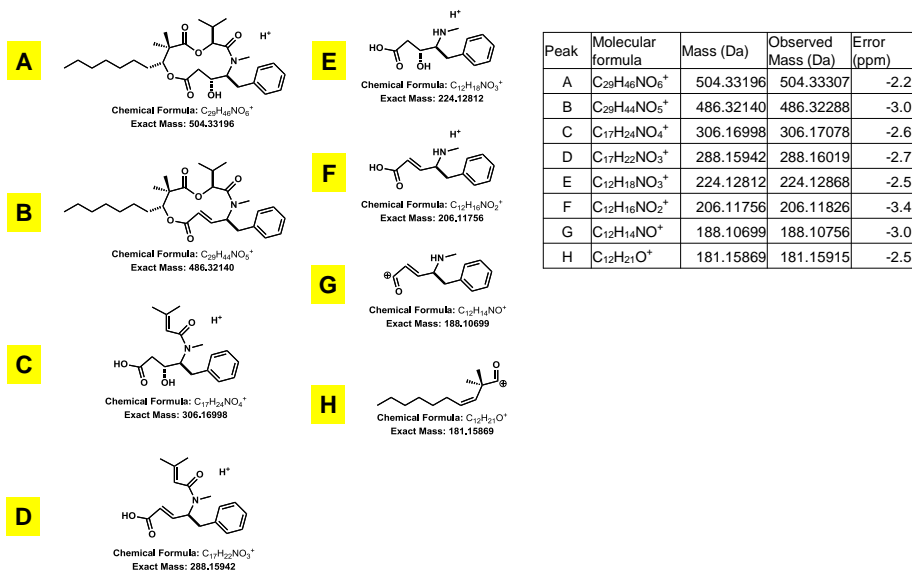 A
H⁺
Chemical Formula: C₂₉H₄₆NO₆⁺
Exact Mass: 504.33196
B
Chemical Formula: C₂₉H₄₄NO₅⁺
Exact Mass: 486.32140
C
H⁺
Chemical Formula: C₁₇H₂₄NO₄⁺
Exact Mass: 306.16998
D
H⁺
Chemical Formula: C₁₇H₂₂NO₃⁺
Exact Mass: 288.15942
E
H⁺
Chemical Formula: C₁₂H₁₈NO₃⁺
Exact Mass: 224.12812
F
H⁺
Chemical Formula: C₁₂H₁₆NO₂⁺
Exact Mass: 206.11756
G
Chemical Formula: C₁₂H₁₄NO⁺
Exact Mass: 188.10699
H
Chemical Formula: C₁₂H₂₁O⁺
Exact Mass: 181.15869
Peak Molecular formula Mass (Da) Observed Mass (Da) Error (ppm)
A C₂₉H₄₆NO₆⁺ 504.33196 504.33307 -2.2
B C₂₉H₄₄NO₅⁺ 486.32140 486.32288 -3.0
C C₁₇H₂₄NO₄⁺ 306.16998 306.17078 -2.6
D C₁₇H₂₂NO₃⁺ 288.15942 288.16019 -2.7
E C₁₂H₁₈NO₃⁺ 224.12812 224.12868 -2.5
F C₁₂H₁₆NO₂⁺ 206.11756 206.11826 -3.4
G C₁₂H₁₄NO⁺ 188.10699 188.10756 -3.0
H C₁₂H₂₁O⁺ 181.15869 181.15915 -2.5